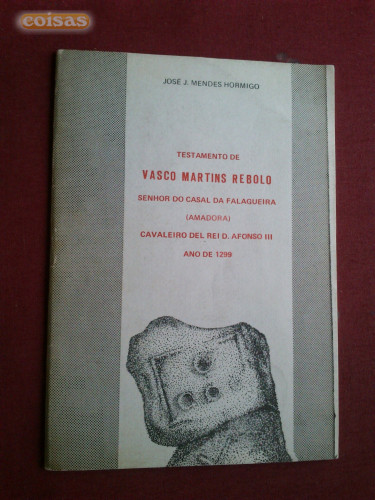 coisas
JOSÉ J. MENDES HORMIGO
TESTAMENTO DE
VASCO MARTINS REBOLO
SENHOR DO CASAL DA FALAGUEIRA
(AMADORA)
CAVALEIRO DEL REI D. AFONSO III
ANO DE 1299